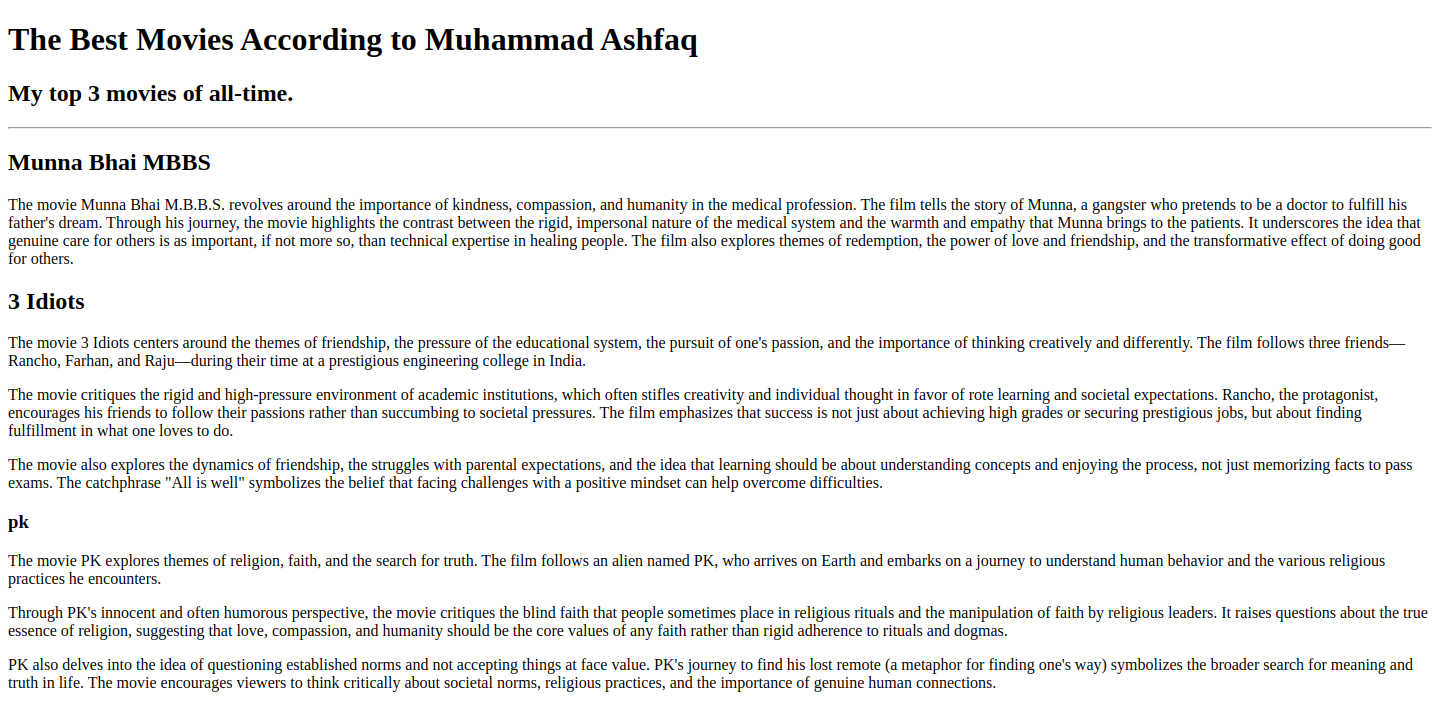 The Best Movies According to Muhammad Ashfaq
My top 3 movies of all-time.
Munna Bhai MBBS
The movie Munna Bhai M.B.B.S. revolves around the importance of kindness, compassion, and humanity in the medical profession. The film tells the story of Munna, a gangster who pretends to be a doctor to fulfill his
father's dream. Through his journey, the movie highlights the contrast between the rigid, impersonal nature of the medical system and the warmth and empathy that Munna brings to the patients. It underscores the idea that
genuine care for others is as important, if not more so, than technical expertise in healing people. The film also explores themes of redemption, the power of love and friendship, and the transformative effect of doing good
for others.
3 Idiots
The movie 3 Idiots centers around the themes of friendship, the pressure of the educational system, the pursuit of one's passion, and the importance of thinking creatively and differently. The film follows three friends—
Rancho, Farhan, and Raju—during their time at a prestigious engineering college in India.
The movie critiques the rigid and high-pressure environment of academic institutions, which often stifles creativity and individual thought in favor of rote learning and societal expectations. Rancho, the protagonist,
encourages his friends to follow their passions rather than succumbing to societal pressures. The film emphasizes that success is not just about achieving high grades or securing prestigious jobs, but about finding
fulfillment in what one loves to do.
The movie also explores the dynamics of friendship, the struggles with parental expectations, and the idea that learning should be about understanding concepts and enjoying the process, not just memorizing facts to pass
exams. The catchphrase "All is well" symbolizes the belief that facing challenges with a positive mindset can help overcome difficulties.
pk
The movie PK explores themes of religion, faith, and the search for truth. The film follows an alien named PK, who arrives on Earth and embarks on a journey to understand human behavior and the various religious
practices he encounters.
Through PK's innocent and often humorous perspective, the movie critiques the blind faith that people sometimes place in religious rituals and the manipulation of faith by religious leaders. It raises questions about the true
essence of religion, suggesting that love, compassion, and humanity should be the core values of any faith rather than rigid adherence to rituals and dogmas.
PK also delves into the idea of questioning established norms and not accepting things at face value. PK's journey to find his lost remote (a metaphor for finding one's way) symbolizes the broader search for meaning and
truth in life. The movie encourages viewers to think critically about societal norms, religious practices, and the importance of genuine human connections.